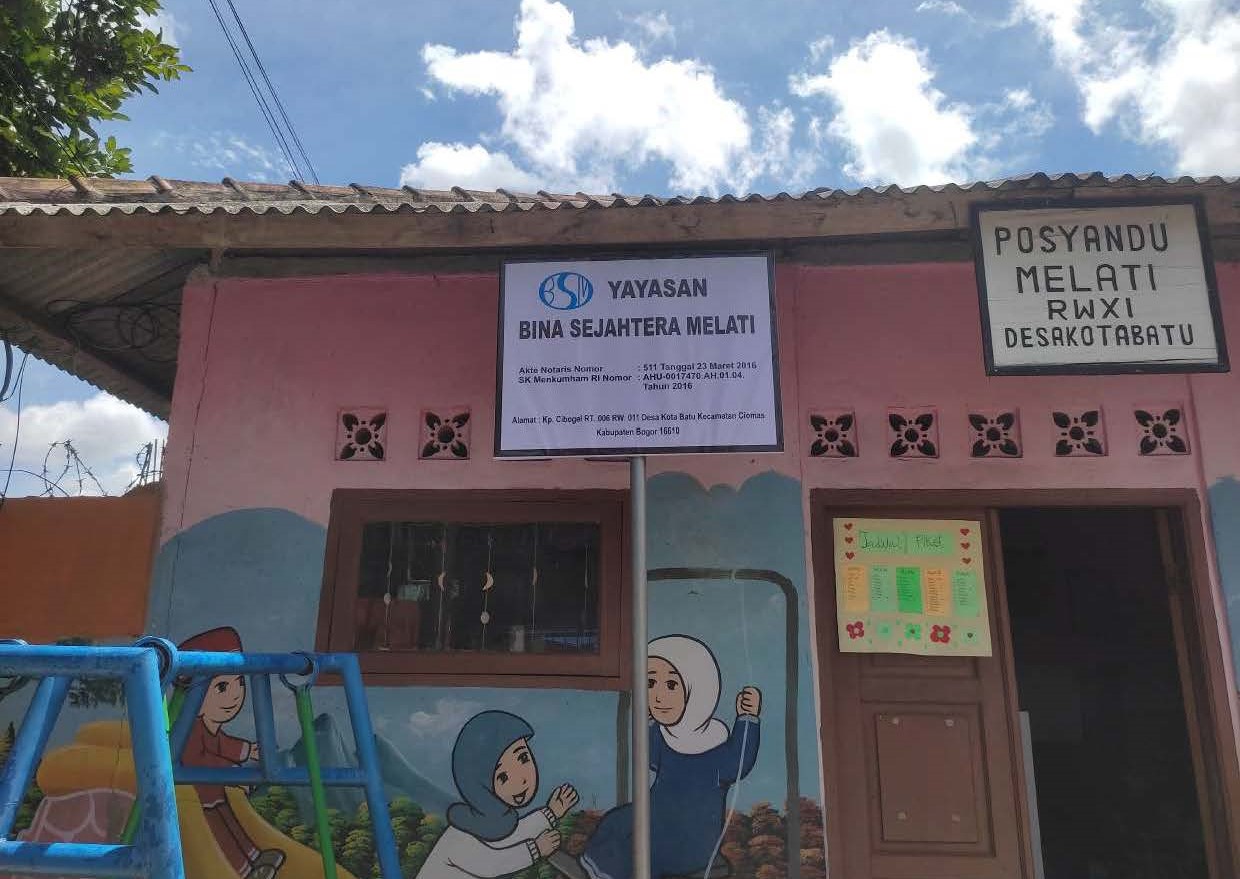 BSM YAYASAN
BINA SEJAHTERA MELATI
Akte Notaris Nomor : 511 Tanggal 23 Maret 2016
SK Menkumham RI Nomor : AHU-0017470.AH.01.04.
Tahun 2016
Alamat : Kp. Cibogel RT. 006 RW. 011 Desa Kota Batu Kecamatan Ciomas
Kabupaten Bogor 16610
POSYANDU
MELATI
RWXI
DESAKOTABATU
Jadwal Piket